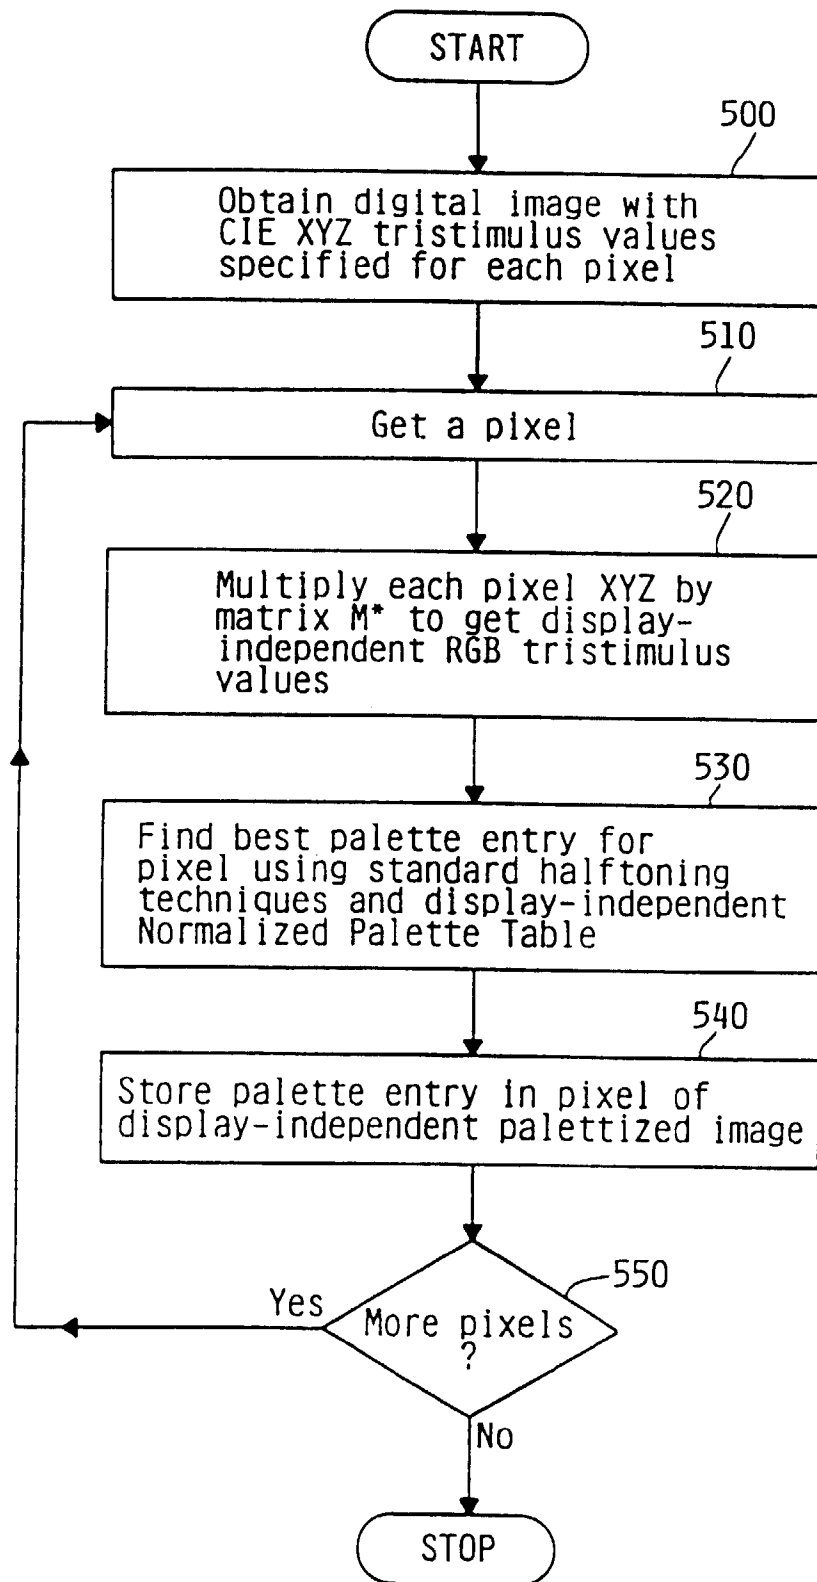 START
500
Obtain digital image with
CIE XYZ tristimulus values
specified for each pixel
510
Get a pixel
520
Multiply each pixel XYZ by
matrix M* to get display-
independent RGB tristimulus
values
530
Find best palette entry for
pixel using standard halftoning
techniques and display-independent
Normalized Palette Table
540
Store palette entry in pixel of
display-independent palettized image
550
Yes
More pixels
?
No
STOP